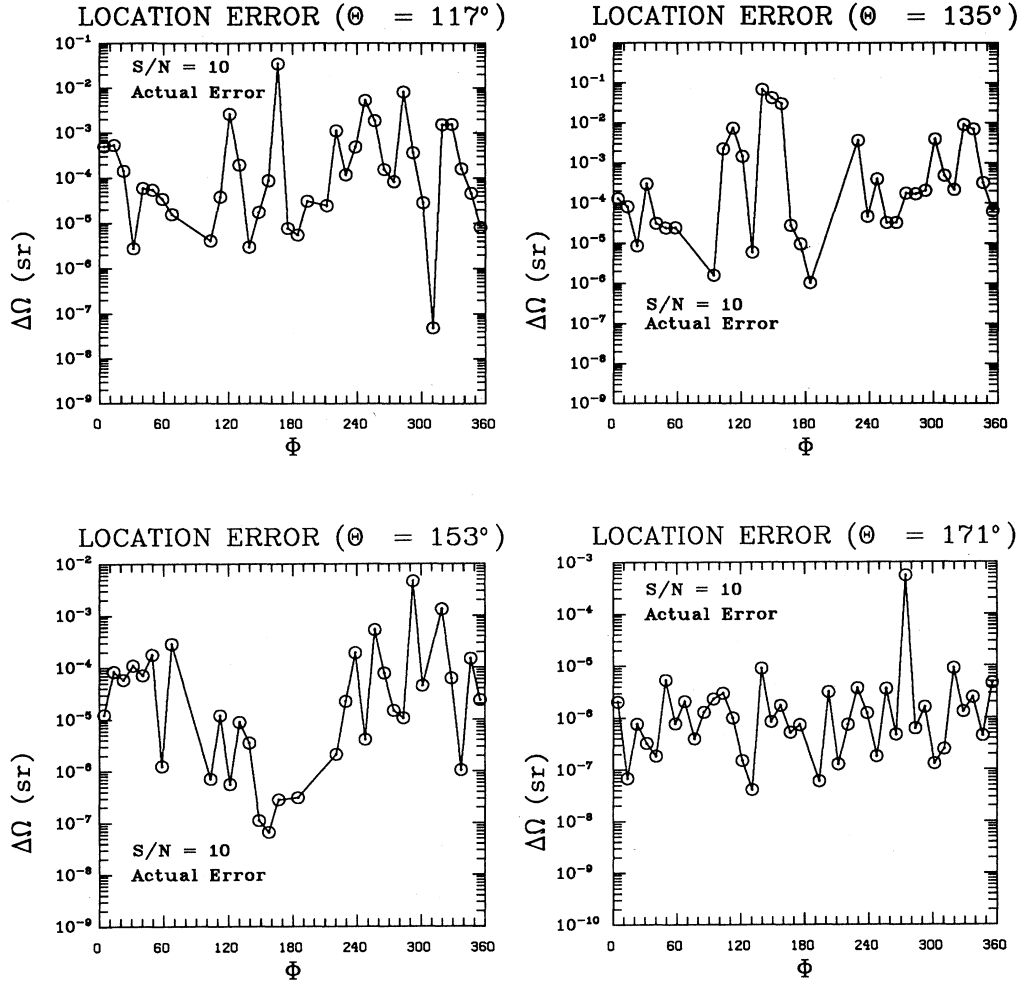 LOCATION ERROR (Θ = 117°)
10⁻¹
10⁻²
10⁻³
10⁻⁴
10⁻⁵
10⁻⁶
10⁻⁷
10⁻⁸
10⁻⁹
ΔΩ (sr)
S/N = 10
Actual Error
0 60 120 180 240 300 360
Φ
LOCATION ERROR (Θ = 135°)
10⁰
10⁻¹
10⁻²
10⁻³
10⁻⁴
10⁻⁵
10⁻⁶
10⁻⁷
10⁻⁸
10⁻⁹
ΔΩ (sr)
S/N = 10
Actual Error
0 60 120 180 240 300 360
Φ
LOCATION ERROR (Θ = 153°)
10⁻²
10⁻³
10⁻⁴
10⁻⁵
10⁻⁶
10⁻⁷
10⁻⁸
10⁻⁹
ΔΩ (sr)
S/N = 10
Actual Error
0 60 120 180 240 300 360
Φ
LOCATION ERROR (Θ = 171°)
10⁻³
10⁻⁴
10⁻⁵
10⁻⁶
10⁻⁷
10⁻⁸
10⁻⁹
10⁻¹⁰
ΔΩ (sr)
S/N = 10
Actual Error
0 60 120 180 240 300 360
Φ